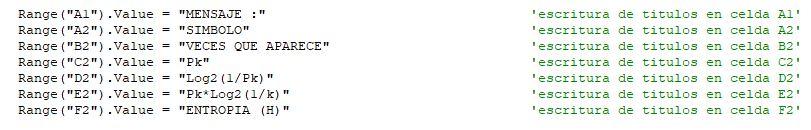 Range("A1").Value = "MENSAJE :" 'escritura de titulos en celda A1'
Range("A2").Value = "SIMBOLO" 'escritura de titulos en celda A2'
Range("B2").Value = "VECES QUE APARECE" 'escritura de titulos en celda B2'
Range("C2").Value = "Pk" 'escritura de titulos en celda C2'
Range("D2").Value = "Log2(1/Pk)" 'escritura de titulos en celda D2'
Range("E2").Value = "Pk*Log2(1/k)" 'escritura de titulos en celda E2'
Range("F2").Value = "ENTROPIA (H)" 'escritura de titulos en celda F2'